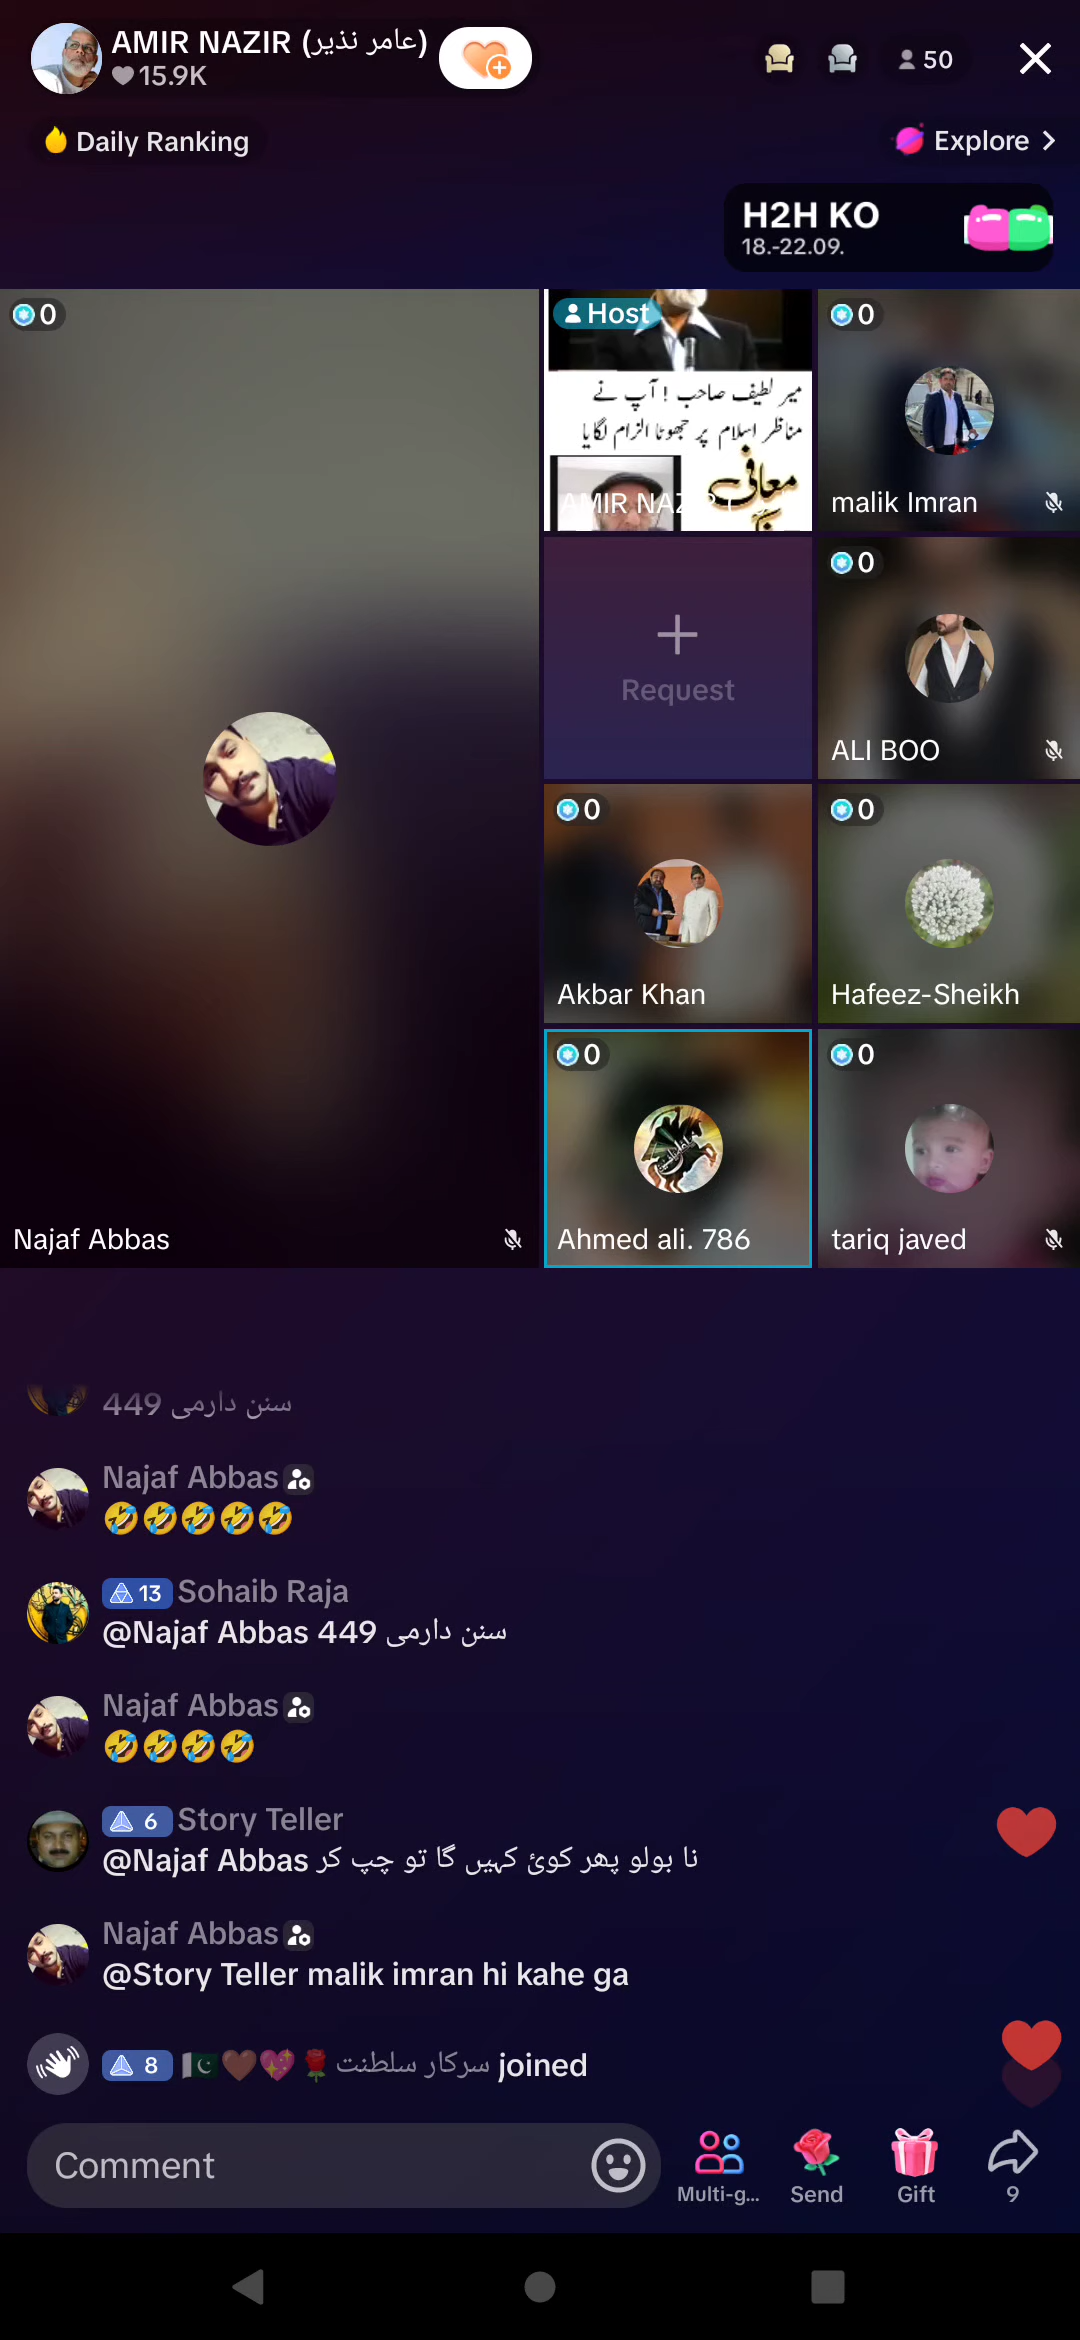 AMIR NAZIR (عامر نذیر)
15.9K
50
Daily Ranking
Explore
H2H KO
18.-22.09.
0
Host
میر لطیف صاحب ! آپ نے
مناظر اسلام پر جھوٹا الزام لگایا
معافی
AMIR NAZIR (
0
malik Imran
Request
0
ALI BOO
0
Akbar Khan
0
Hafeez-Sheikh
0
Ahmed ali. 786
0
tariq javed
Najaf Abbas
سنن دارمی 449
Najaf Abbas
🤣🤣🤣🤣🤣
13 Sohaib Raja
@Najaf Abbas سنن دارمی 449
Najaf Abbas
🤣🤣🤣🤣
6 Story Teller
@Najaf Abbas نا بولو پھر کوئ کہیں گا تو چپ کر
Najaf Abbas
@Story Teller malik imran hi kahe ga
8 🇵🇰🤎💖🌹سرکار سلطنت joined
Comment
Multi-g...
Send
Gift
9